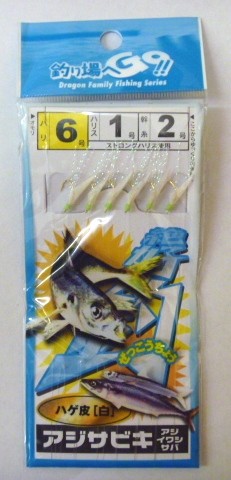 釣り場へGO!!
Dragon Family Fishing Series
ハリ 6号
ハリス 1号
幹糸 2号
ストロングハリス使用
ハゲ皮[白]
アジサビキ
アジ
イワシ
サバ